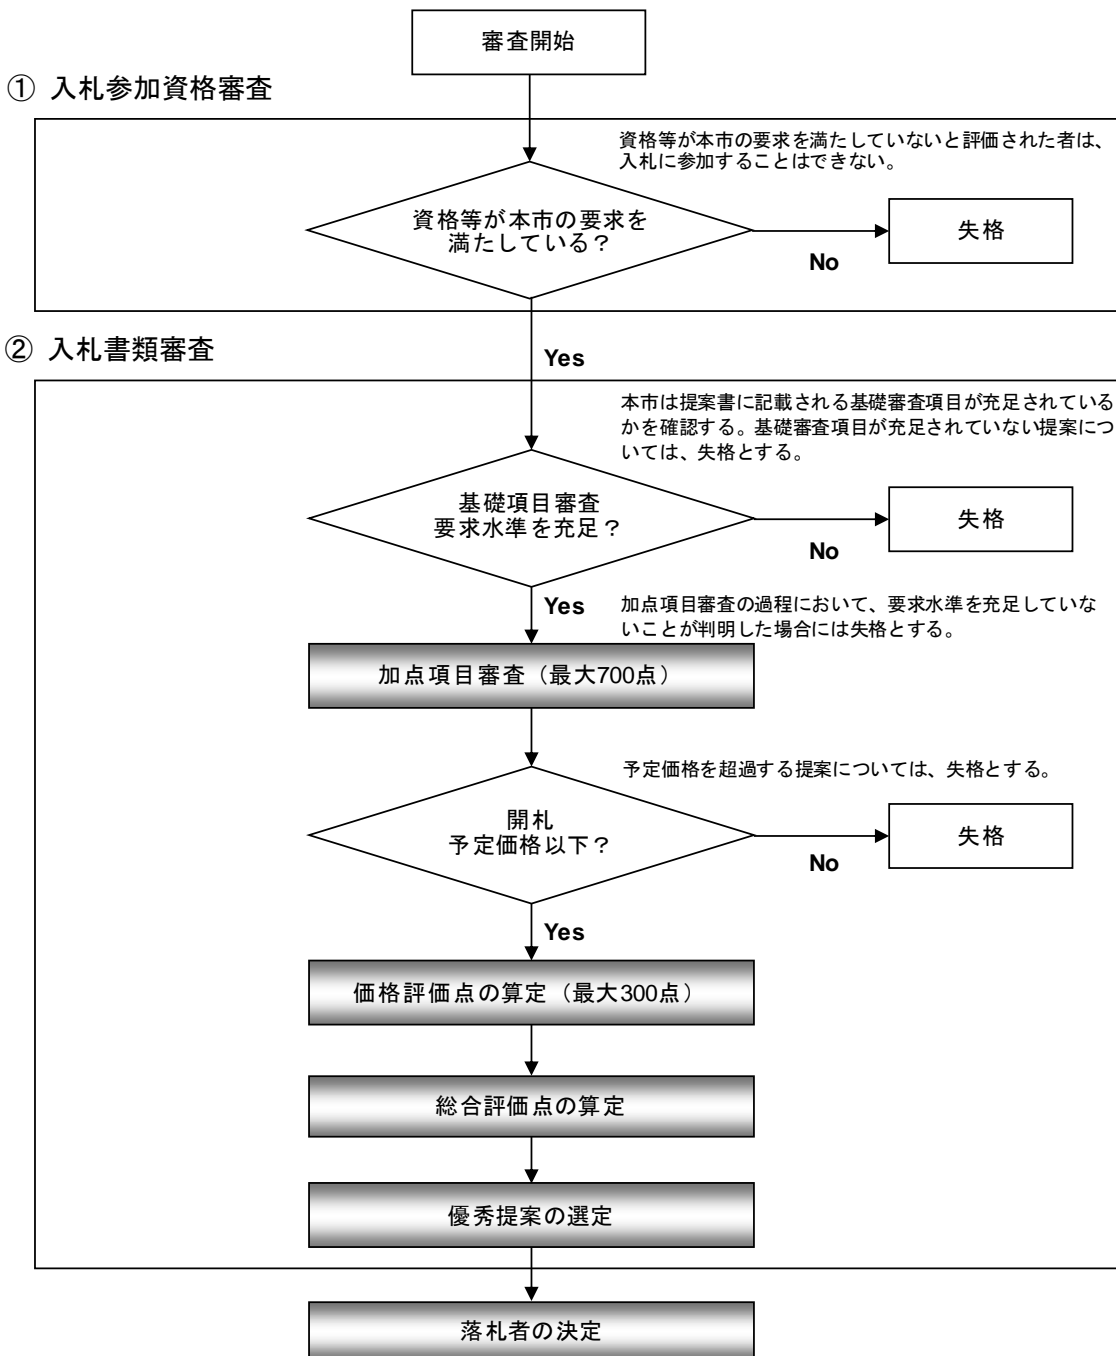 審査開始
① 入札参加資格審査
資格等が本市の要求を満たしていないと評価された者は、
入札に参加することはできない。
資格等が本市の要求を
満たしている？
失格
No
② 入札書類審査
Yes
本市は提案書に記載される基礎審査項目が充足されている
かを確認する。基礎審査項目が充足されていない提案につ
いては、失格とする。
基礎項目審査
要求水準を充足？
失格
No
Yes
加点項目審査の過程において、要求水準を充足していな
いことが判明した場合には失格とする。
加点項目審査（最大700点）
予定価格を超過する提案については、失格とする。
開札
予定価格以下？
失格
No
Yes
価格評価点の算定（最大300点）
総合評価点の算定
優秀提案の選定
落札者の決定